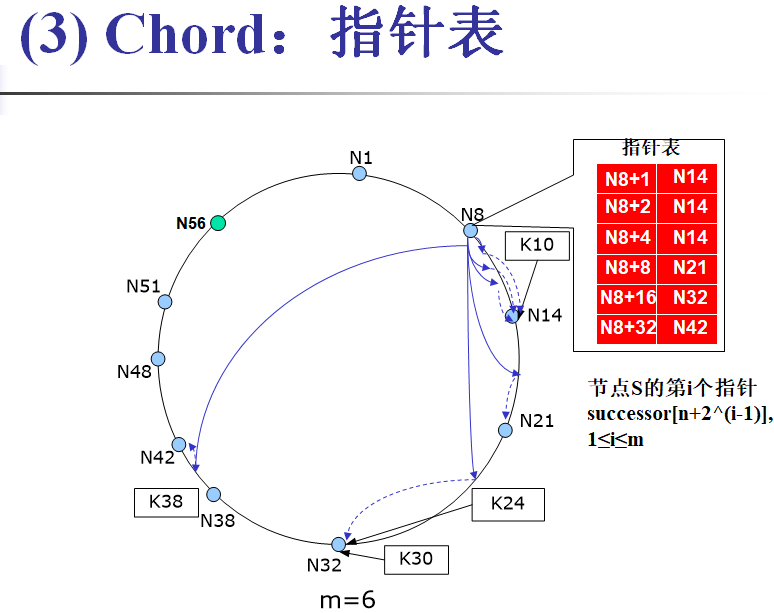 (3) Chord：指针表
指针表
N8+1 N14
N8+2 N14
N8+4 N14
N8+8 N21
N8+16 N32
N8+32 N42
N1
N8
N56
K10
N51
N14
N48
节点S的第i个指针
successor[n+2^(i-1)],
1≤i≤m
N21
N42
K38
N38
K24
N32
K30
m=6